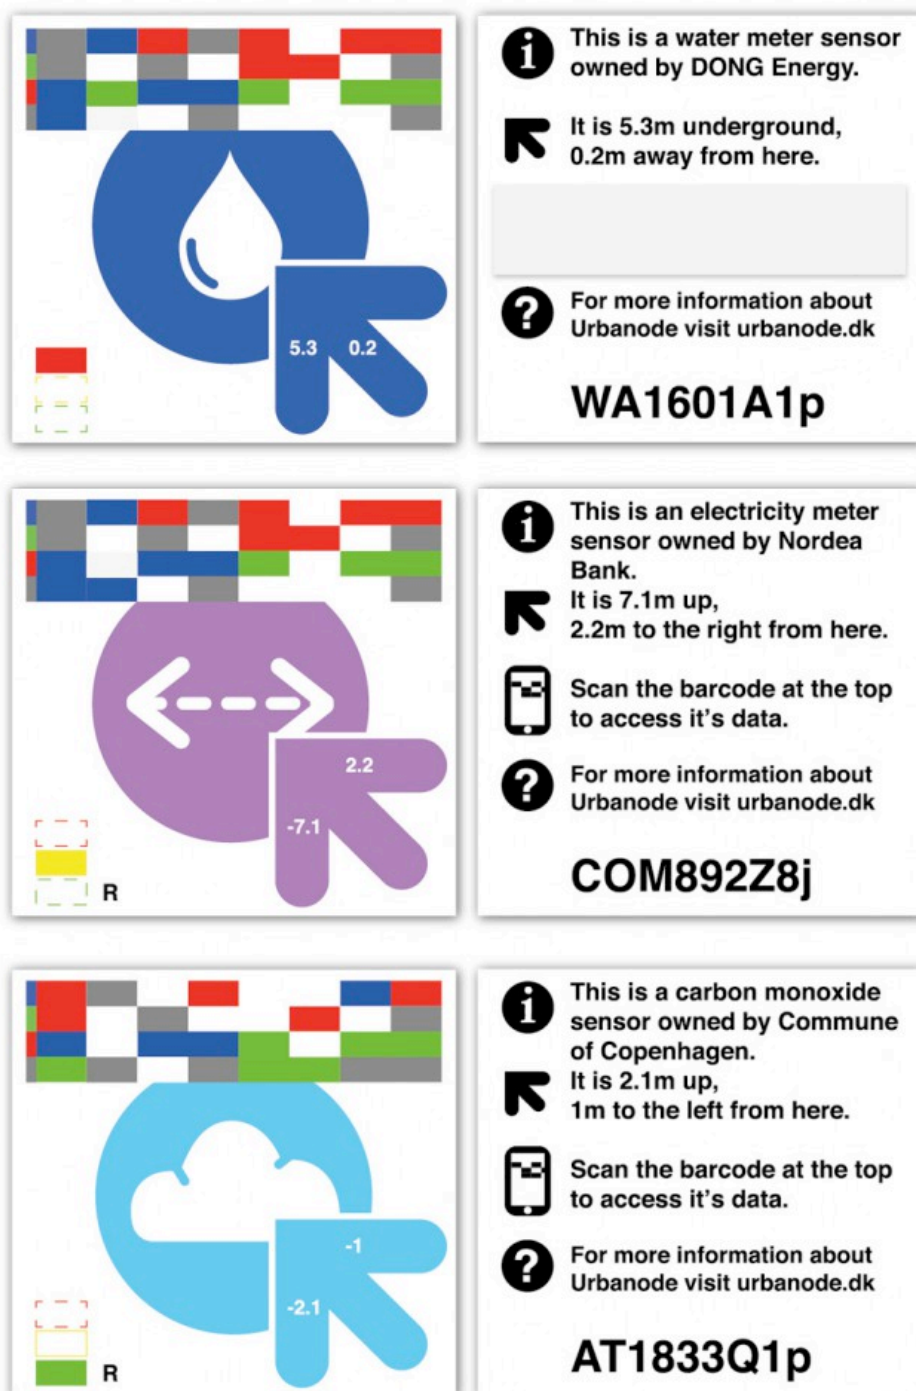 5.3 0.2
This is a water meter sensor
owned by DONG Energy.
It is 5.3m underground,
0.2m away from here.
For more information about
Urbanode visit urbanode.dk
WA1601A1p
2.2
-7.1
R
This is an electricity meter
sensor owned by Nordea
Bank.
It is 7.1m up,
2.2m to the right from here.
Scan the barcode at the top
to access it's data.
For more information about
Urbanode visit urbanode.dk
COM892Z8j
-1
-2.1
R
This is a carbon monoxide
sensor owned by Commune
of Copenhagen.
It is 2.1m up,
1m to the left from here.
Scan the barcode at the top
to access it's data.
For more information about
Urbanode visit urbanode.dk
AT1833Q1p